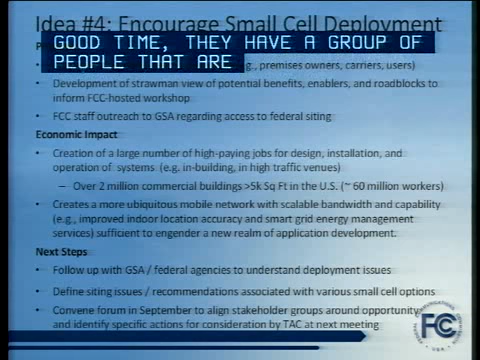 Idea #4: Encourage Small Cell Deployment
GOOD TIME, THEY HAVE A GROUP OF
PEOPLE THAT ARE
g., premises owners, carriers, users)
• Development of strawman view of potential benefits, enablers, and roadblocks to
inform FCC-hosted workshop
• FCC staff outreach to GSA regarding access to federal siting
Economic Impact
• Creation of a large number of high-paying jobs for design, installation, and
operation of systems (e.g. in-building, in high traffic venues)
– Over 2 million commercial buildings >5k Sq Ft in the U.S. (~ 60 million workers)
• Creates a more ubiquitous mobile network with scalable bandwidth and capability
(e.g., improved indoor location accuracy and smart grid energy management
services) sufficient to engender a new realm of application development.
Next Steps
• Follow up with GSA / federal agencies to understand deployment issues
• Define siting issues / recommendations associated with various small cell options
• Convene forum in September to align stakeholder groups around opportunity
and identify specific actions for consideration by TAC at next meeting
FCC